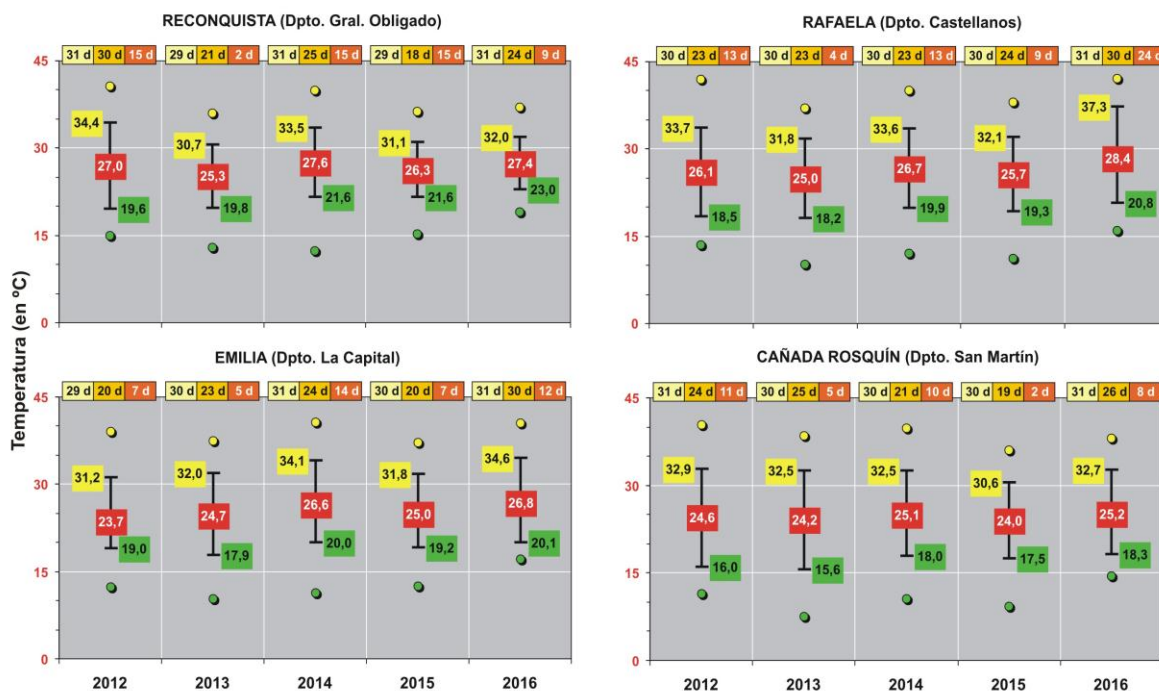 RECONQUISTA (Dpto. Gral. Obligado)
31 d 30 d 15 d 29 d 21 d 2 d 31 d 25 d 15 d 29 d 18 d 15 d 31 d 24 d 9 d
45
34,4 30,7 33,5 31,1 32,0
30
27,0 25,3 27,6 26,3 27,4
19,6 19,8 21,6 21,6 23,0
15
0
RAFAELA (Dpto. Castellanos)
30 d 23 d 13 d 30 d 23 d 4 d 30 d 23 d 13 d 30 d 24 d 9 d 31 d 30 d 24 d
45
33,7 31,8 33,6 32,1 37,3
30
26,1 25,0 26,7 25,7 28,4
18,5 18,2 19,9 19,3 20,8
15
0
Temperatura (en ºC)
EMILIA (Dpto. La Capital)
29 d 20 d 7 d 30 d 23 d 5 d 31 d 24 d 14 d 30 d 20 d 7 d 31 d 30 d 12 d
45
31,2 32,0 34,1 31,8 34,6
30
23,7 24,7 26,6 25,0 26,8
19,0 17,9 20,0 19,2 20,1
15
0
2012 2013 2014 2015 2016
CAÑADA ROSQUÍN (Dpto. San Martín)
31 d 24 d 11 d 30 d 25 d 5 d 30 d 21 d 10 d 30 d 19 d 2 d 31 d 26 d 8 d
45
32,9 32,5 32,5 30,6 32,7
30
24,6 24,2 25,1 24,0 25,2
16,0 15,6 18,0 17,5 18,3
15
0
2012 2013 2014 2015 2016